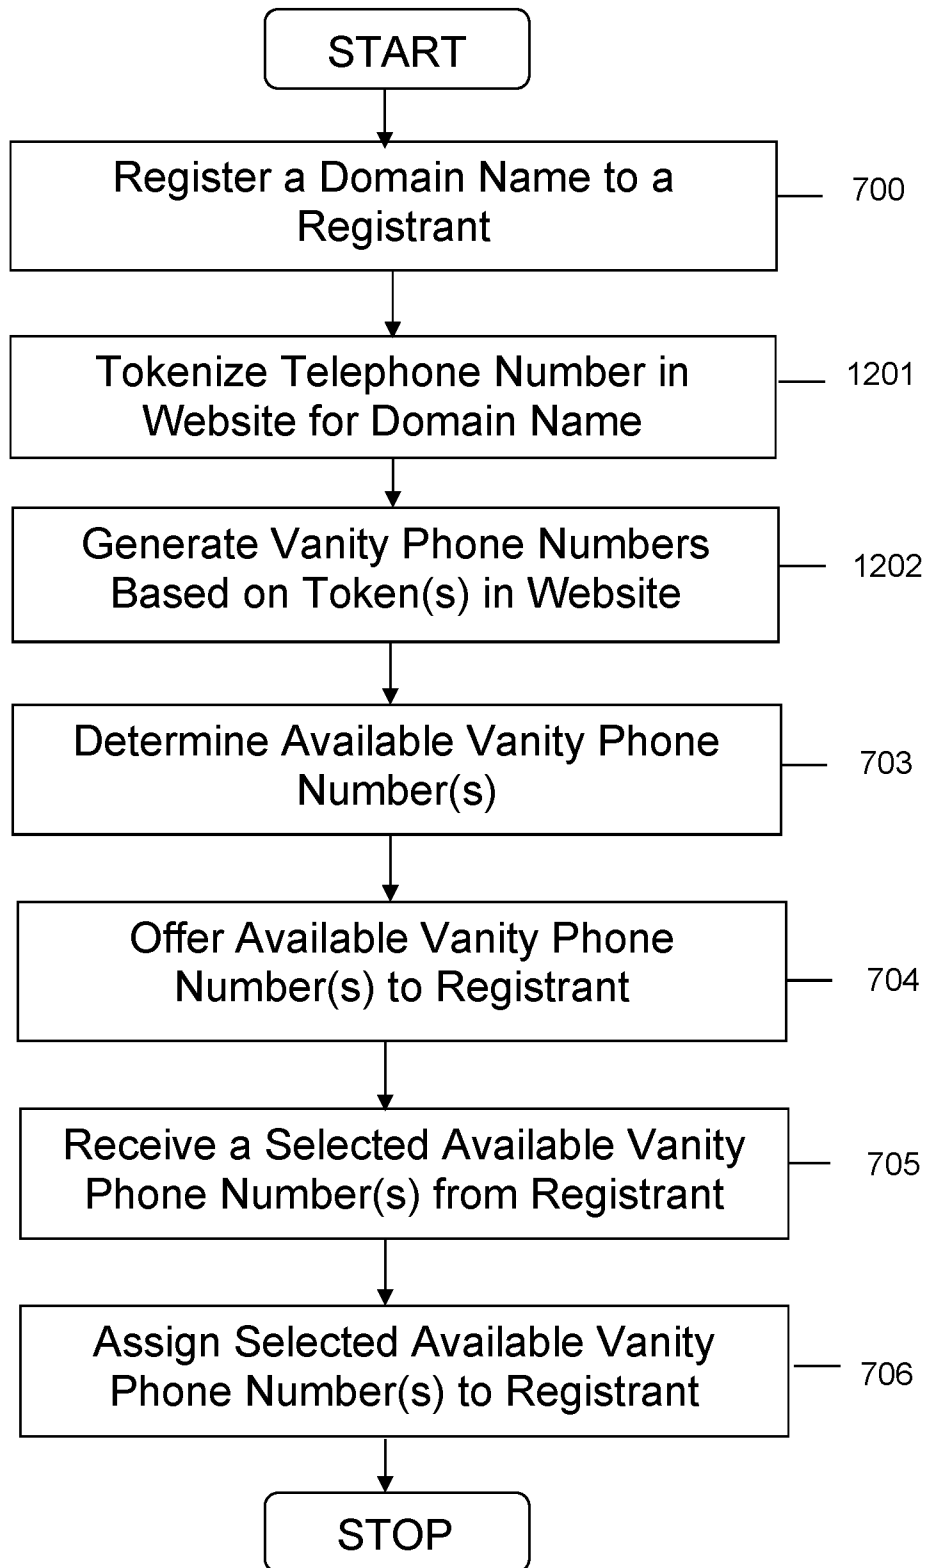 START
Register a Domain Name to a
Registrant
700
Tokenize Telephone Number in
Website for Domain Name
1201
Generate Vanity Phone Numbers
Based on Token(s) in Website
1202
Determine Available Vanity Phone
Number(s)
703
Offer Available Vanity Phone
Number(s) to Registrant
704
Receive a Selected Available Vanity
Phone Number(s) from Registrant
705
Assign Selected Available Vanity
Phone Number(s) to Registrant
706
STOP